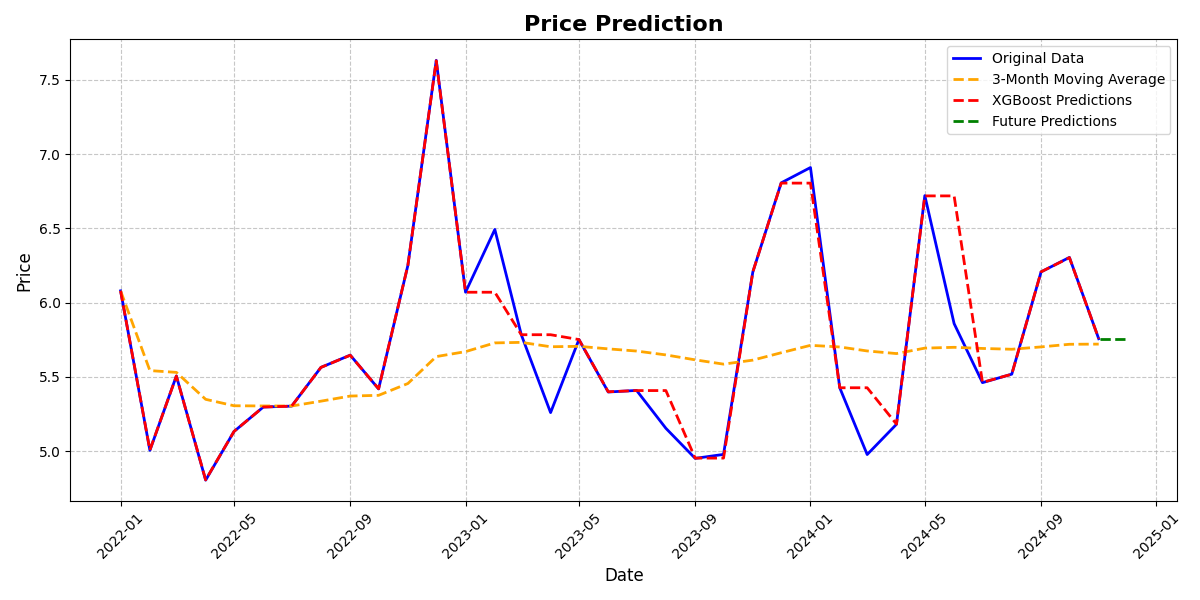 Price Prediction
Original Data
3-Month Moving Average
XGBoost Predictions
Future Predictions
Price
7.5
7.0
6.5
6.0
5.5
5.0
2022-01
2022-05
2022-09
2023-01
2023-05
2023-09
2024-01
2024-05
2024-09
2025-01
Date